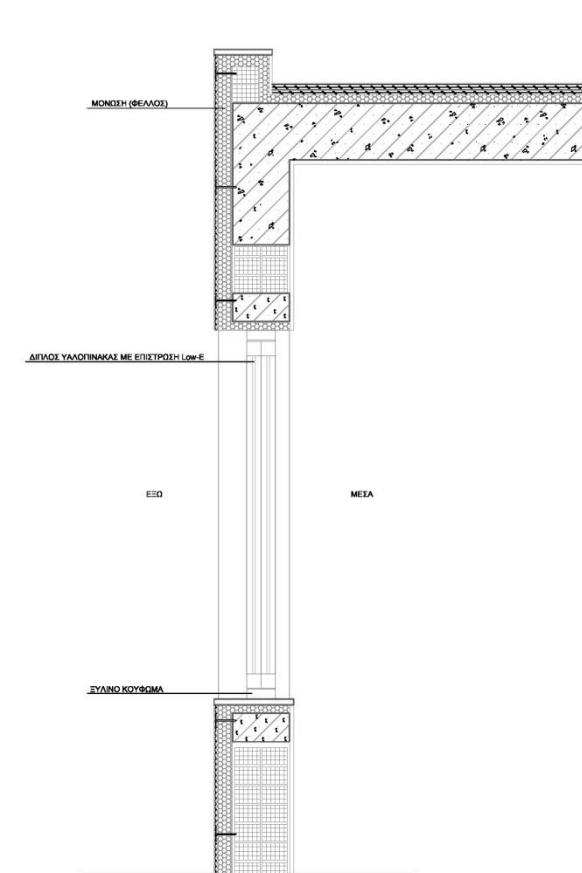 ΜΟΝΩΣΗ (ΦΕΛΛΟΣ)
ΔΙΠΛΟΣ ΥΑΛΟΠΙΝΑΚΑΣ ΜΕ ΕΠΙΣΤΡΩΣΗ Low-E
ΕΞΩ
ΜΕΣΑ
ΞΥΛΙΝΟ ΚΟΥΦΩΜΑ